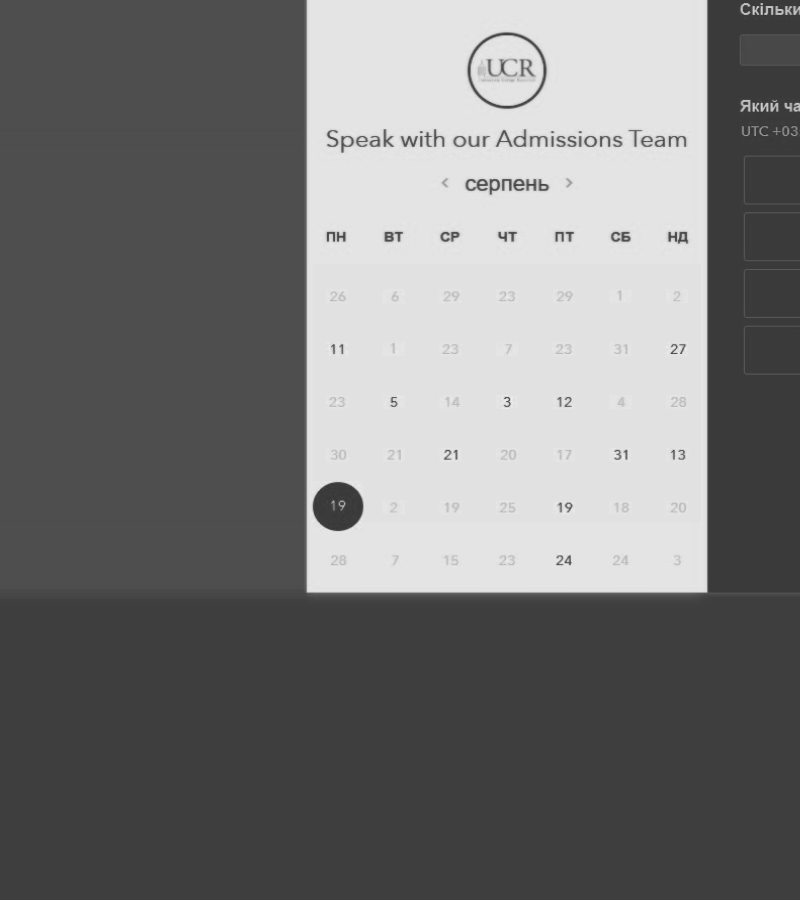 UCR
Speak with our Admissions Team
< серпень >
ПН ВТ СР ЧТ ПТ СБ НД
26 6 29 23 29 1 2
11 1 23 7 23 31 27
23 5 14 3 12 4 28
30 21 21 20 17 31 13
19 2 19 25 19 18 20
28 7 15 23 24 24 3
Скільки
Який ча
UTC +03